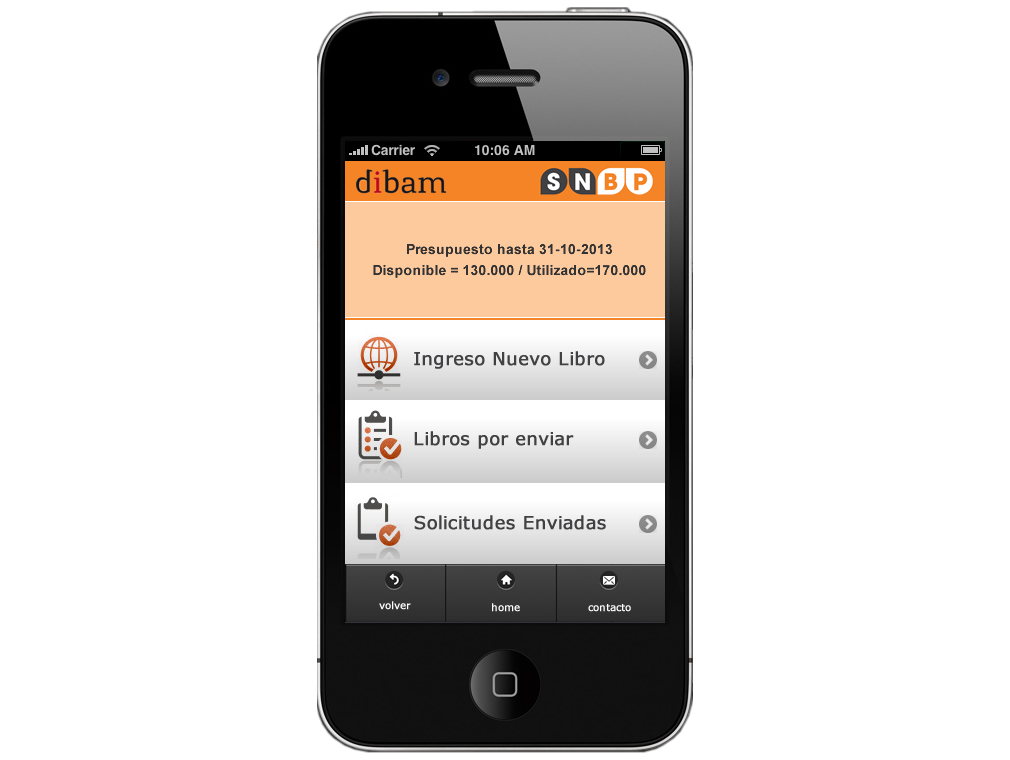 Carrier 10:06 AM
dibam SNBP
Presupuesto hasta 31-10-2013
Disponible = 130.000 / Utilizado=170.000
Ingreso Nuevo Libro
Libros por enviar
Solicitudes Enviadas
volver home contacto